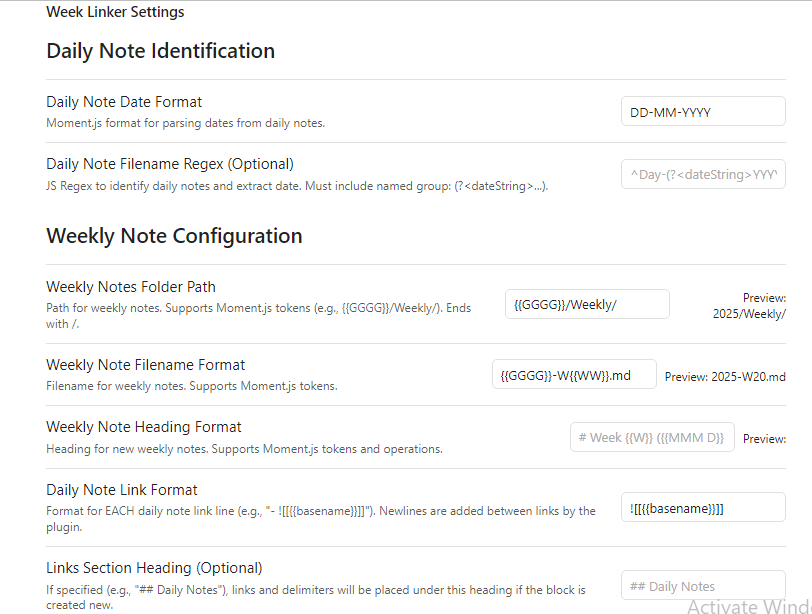 Week Linker Settings
Daily Note Identification
Daily Note Date Format
Moment.js format for parsing dates from daily notes.
DD-MM-YYYY
Daily Note Filename Regex (Optional)
JS Regex to identify daily notes and extract date. Must include named group: (?<dateString>...).
^Day-(?<dateString>YYY
Weekly Note Configuration
Weekly Notes Folder Path
Path for weekly notes. Supports Moment.js tokens (e.g., {{GGGG}}/Weekly/). Ends
with /.
{{GGGG}}/Weekly/
Preview:
2025/Weekly/
Weekly Note Filename Format
Filename for weekly notes. Supports Moment.js tokens.
{{GGGG}}-W{{WW}}.md
Preview: 2025-W20.md
Weekly Note Heading Format
Heading for new weekly notes. Supports Moment.js tokens and operations.
# Week {{W}} ({{MMM D}}
Preview:
Daily Note Link Format
Format for EACH daily note link line (e.g., "- ![[{{basename}}]]"). Newlines are added between links by the
plugin.
![[{{basename}}]]
Links Section Heading (Optional)
If specified (e.g., "## Daily Notes"), links and delimiters will be placed under this heading if the block is
created new.
## Daily Notes
Activate Wind